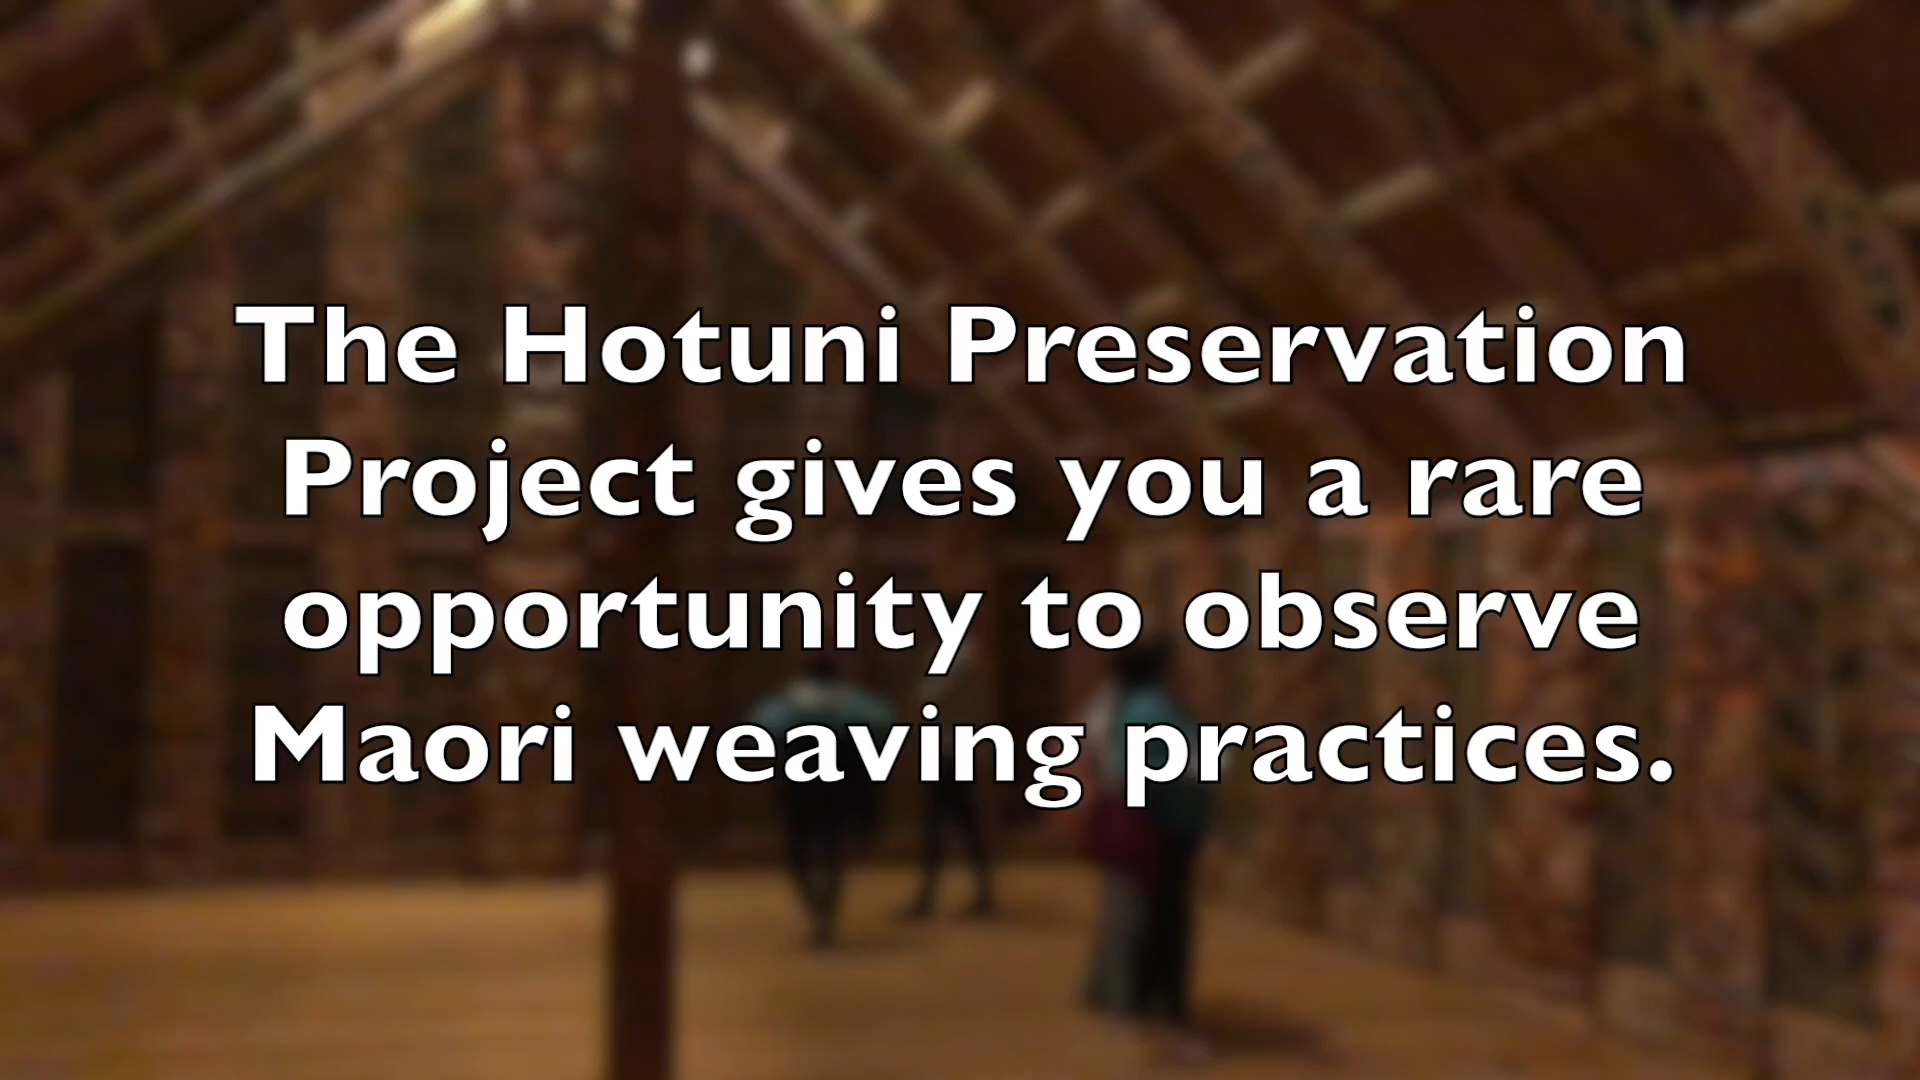 The Hotuni Preservation
Project gives you a rare
opportunity to observe
Maori weaving practices.